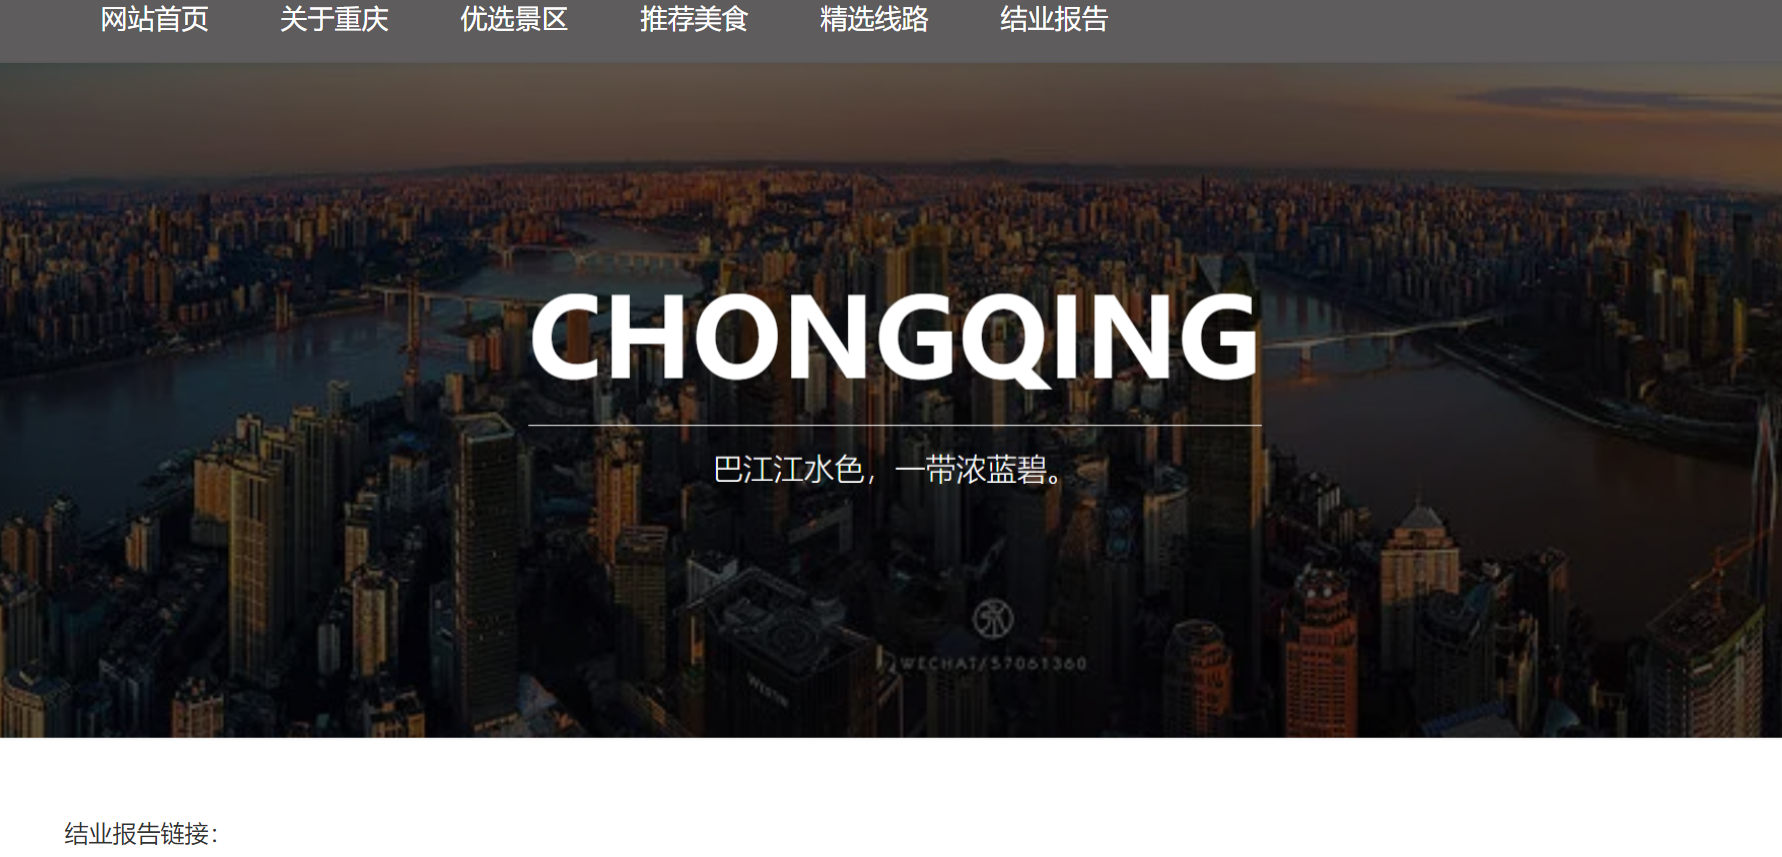 网站首页 关于重庆 优选景区 推荐美食 精选线路 结业报告
CHONGQING
巴江江水色，一带浓蓝碧。
WECHAT/57061360
WESTIN
结业报告链接：